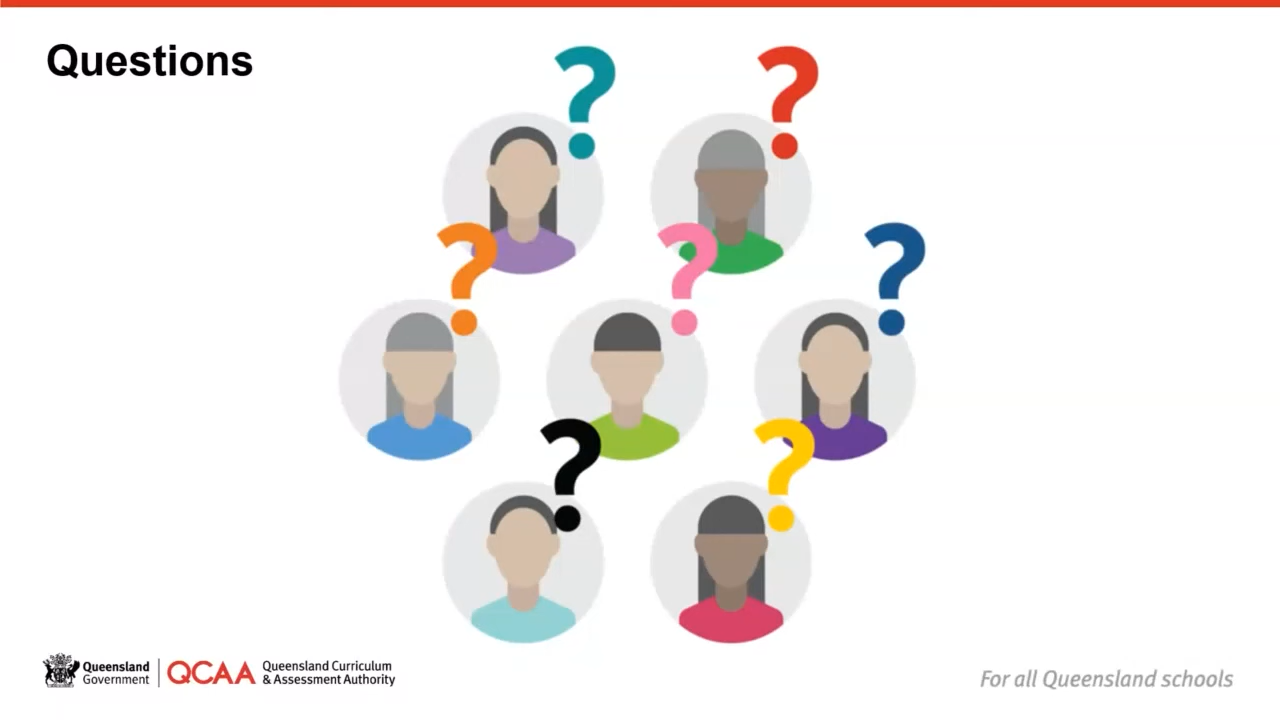 Questions
?
?
?
?
?
?
?
Queensland
Government
QCAA
Queensland Curriculum
& Assessment Authority
For all Queensland schools